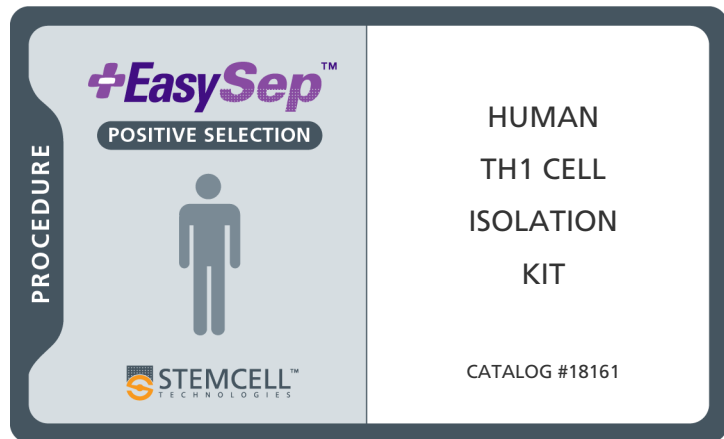 PROCEDURE
EasySep™
POSITIVE SELECTION
STEMCELL™
TECHNOLOGIES
HUMAN
TH1 CELL
ISOLATION
KIT
CATALOG #18161